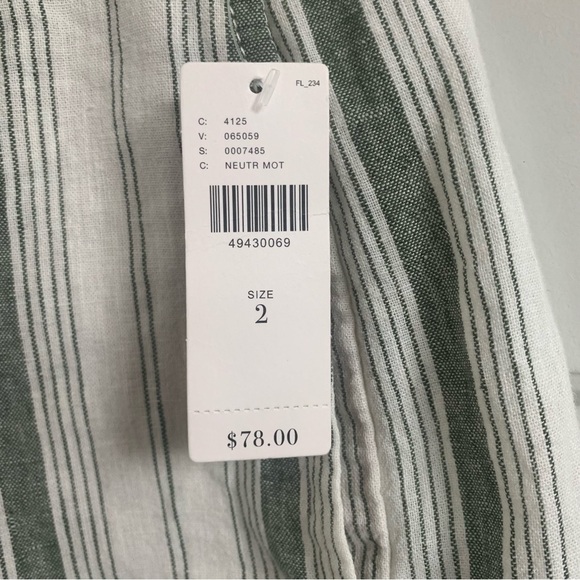 FL_234
C: 4125
V: 065059
S: 0007485
C: NEUTR MOT
49430069
SIZE
2
$78.00